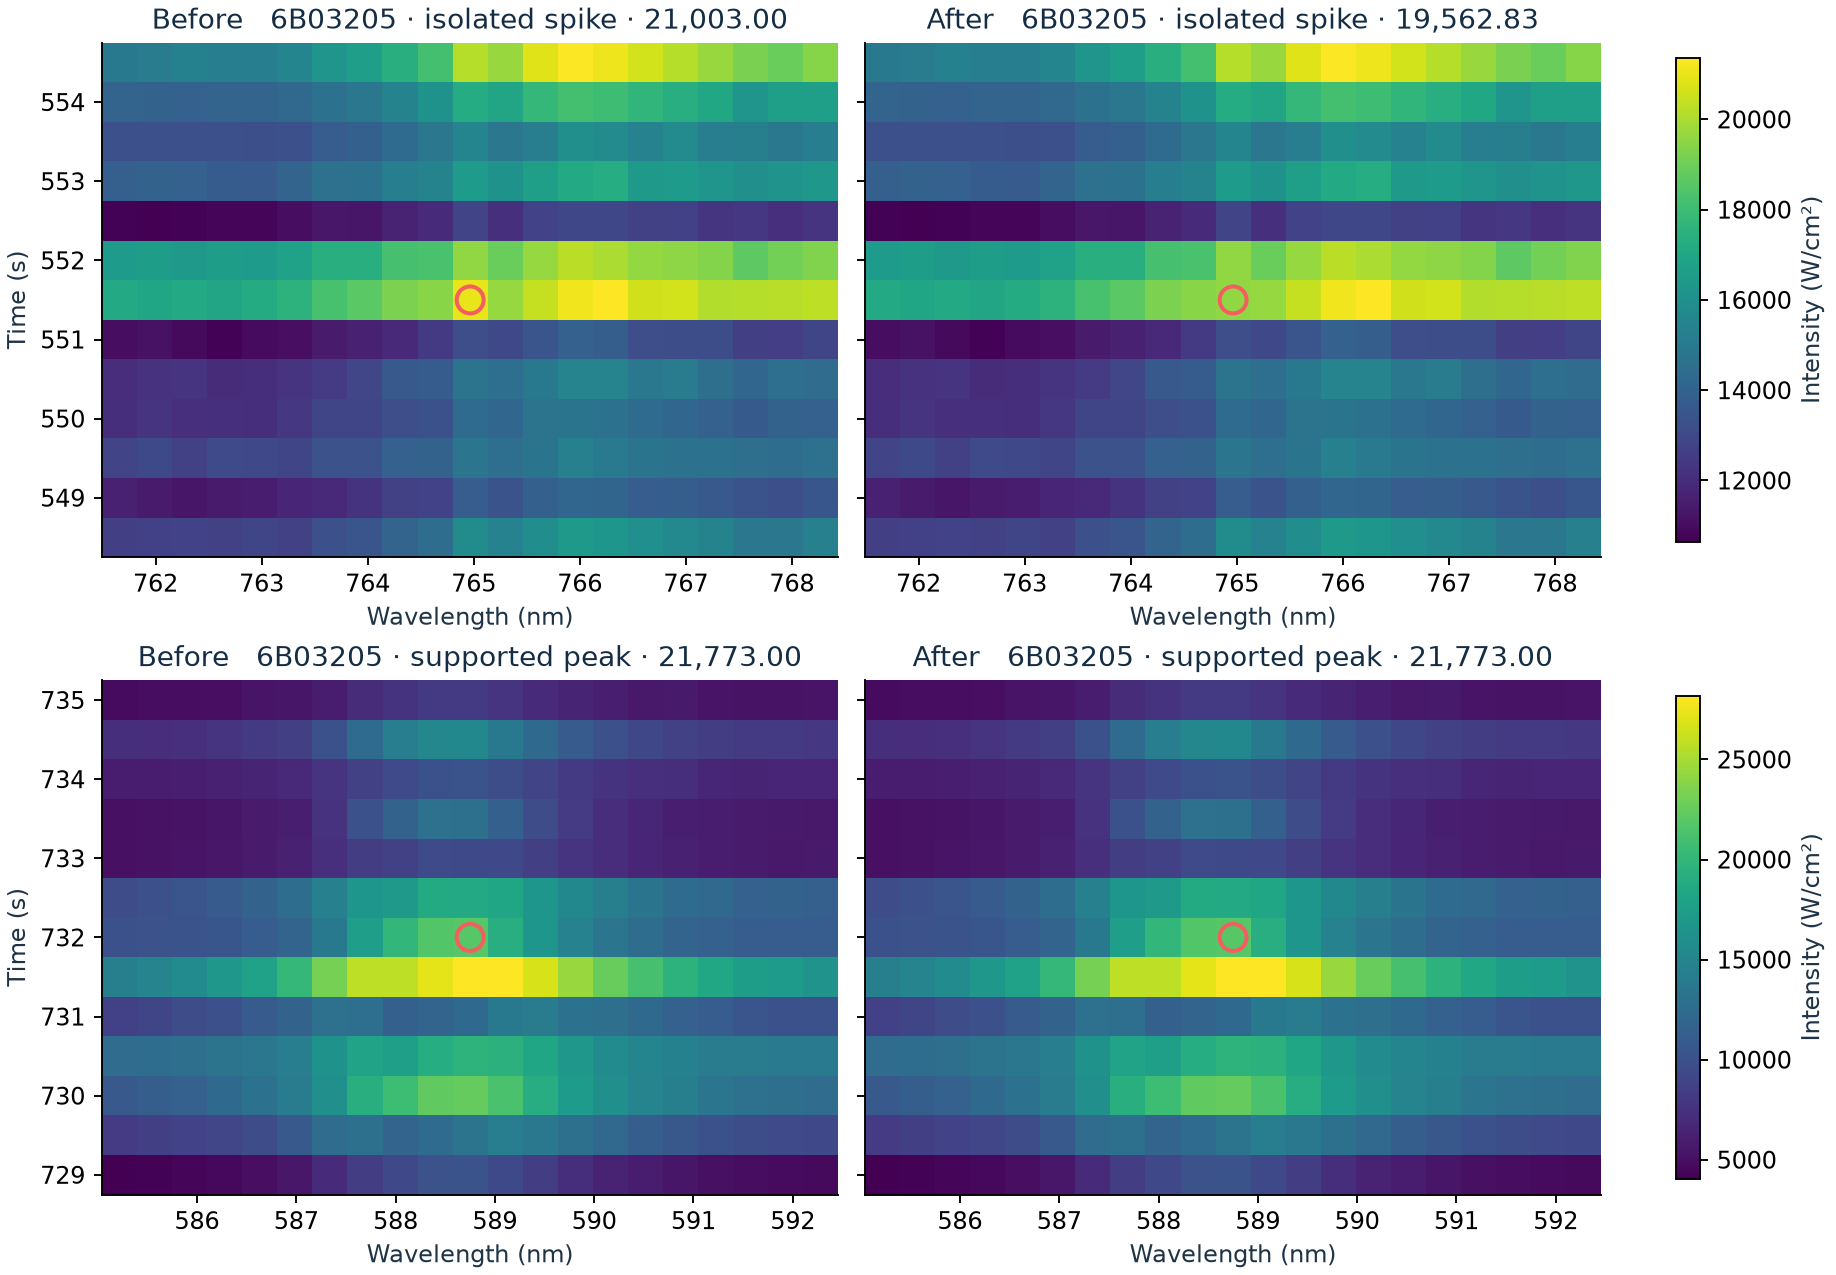 Before   6B03205 · isolated spike · 21,003.00
After   6B03205 · isolated spike · 19,562.83
554
553
552
551
550
549
Time (s)
762 763 764 765 766 767 768
Wavelength (nm)
762 763 764 765 766 767 768
Wavelength (nm)
20000
18000
16000
14000
12000
Intensity (W/cm²)
Before   6B03205 · supported peak · 21,773.00
After   6B03205 · supported peak · 21,773.00
735
734
733
732
731
730
729
Time (s)
586 587 588 589 590 591 592
Wavelength (nm)
586 587 588 589 590 591 592
Wavelength (nm)
25000
20000
15000
10000
5000
Intensity (W/cm²)